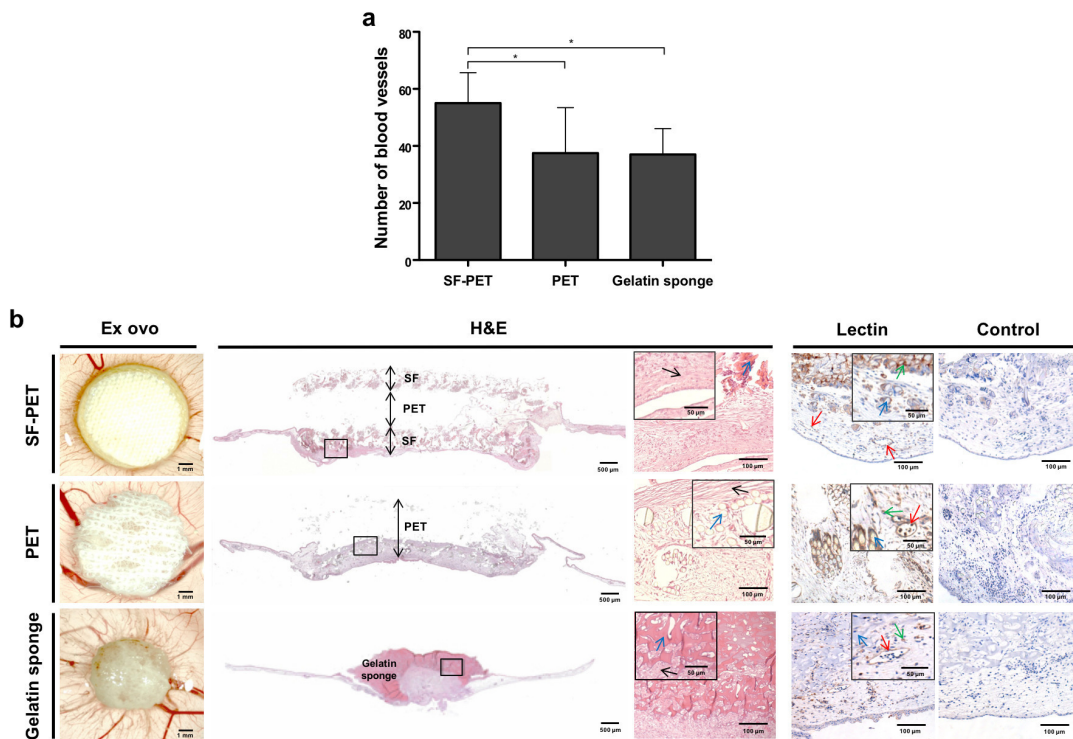 a
80
60
40
20
0
Number of blood vessels
*
*
SF-PET PET Gelatin sponge
b
Ex ovo H&E Lectin Control
SF-PET
1 mm
SF
PET
SF
500 µm
50 µm
100 µm
50 µm
100 µm
100 µm
PET
1 mm
PET
500 µm
50 µm
100 µm
50 µm
100 µm
100 µm
Gelatin sponge
1 mm
Gelatin
sponge
500 µm
50 µm
100 µm
50 µm
100 µm
100 µm